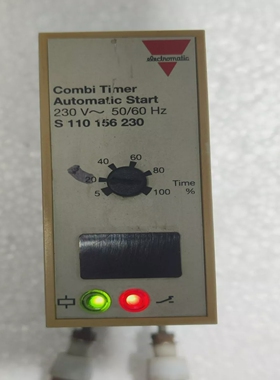 electromatic
Combi Timer
Automatic Start
230 V~ 50/60 Hz
S 110 156 230
40 60
20 80
5 100
Time
%